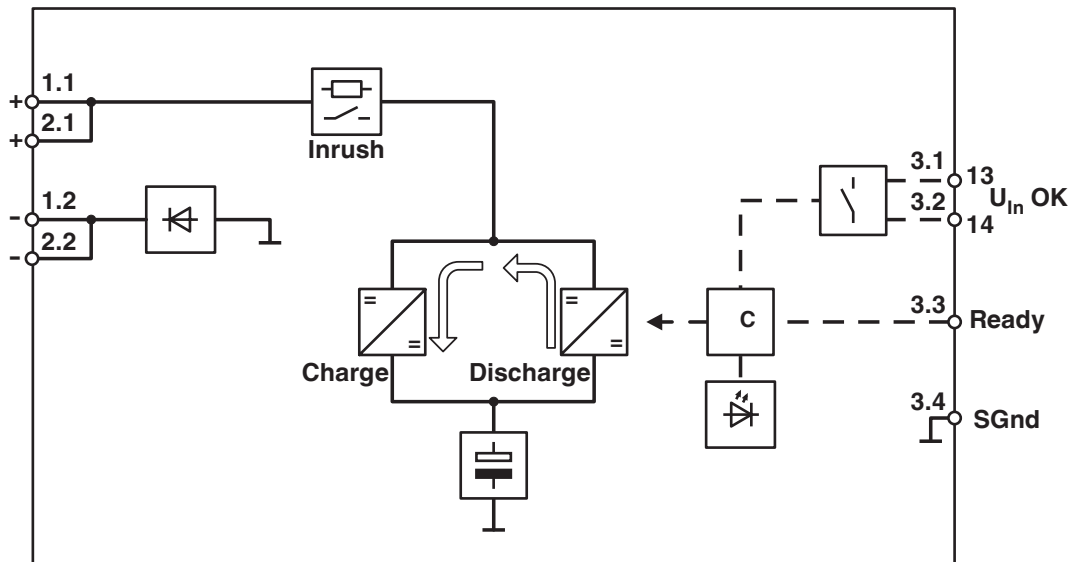 1.1
+
2.1
+
Inrush
1.2
-
2.2
-
3.1
13
U_In OK
3.2
14
=
=
Charge
=
=
Discharge
C
3.3
Ready
3.4
SGnd